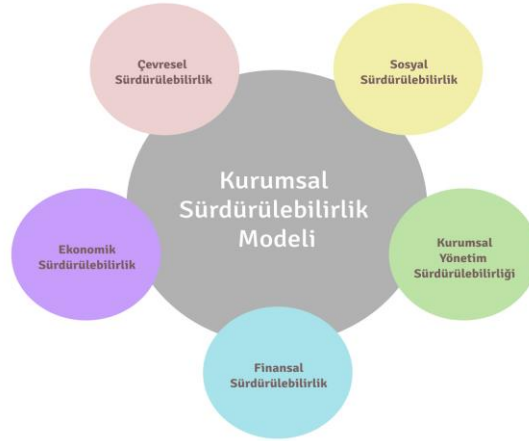 Çevresel
Sürdürülebilirlik
Sosyal
Sürdürülebilirlik
Kurumsal
Sürdürülebilirlik
Modeli
Ekonomik
Sürdürülebilirlik
Kurumsal
Yönetim
Sürdürülebilirliği
Finansal
Sürdürülebilirlik